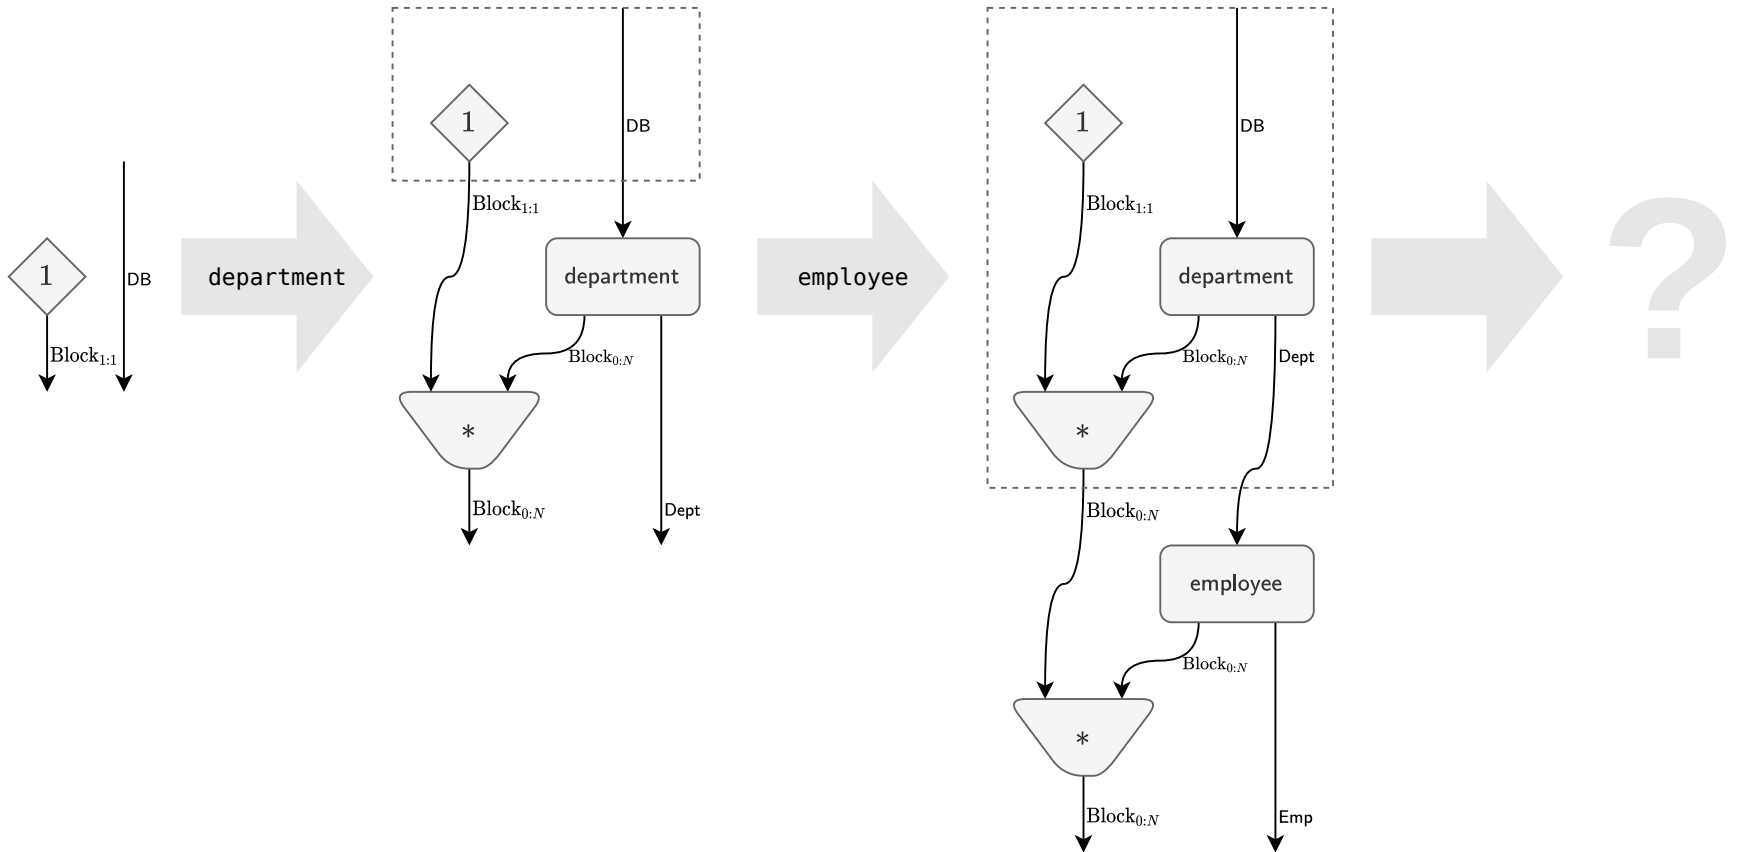 1
DB
Block1:1
department
1
DB
Block1:1
department
Block0:N
*
Block0:N
Dept
employee
1
DB
Block1:1
department
Block0:N
Dept
*
Block0:N
employee
Block0:N
*
Block0:N
Emp
?